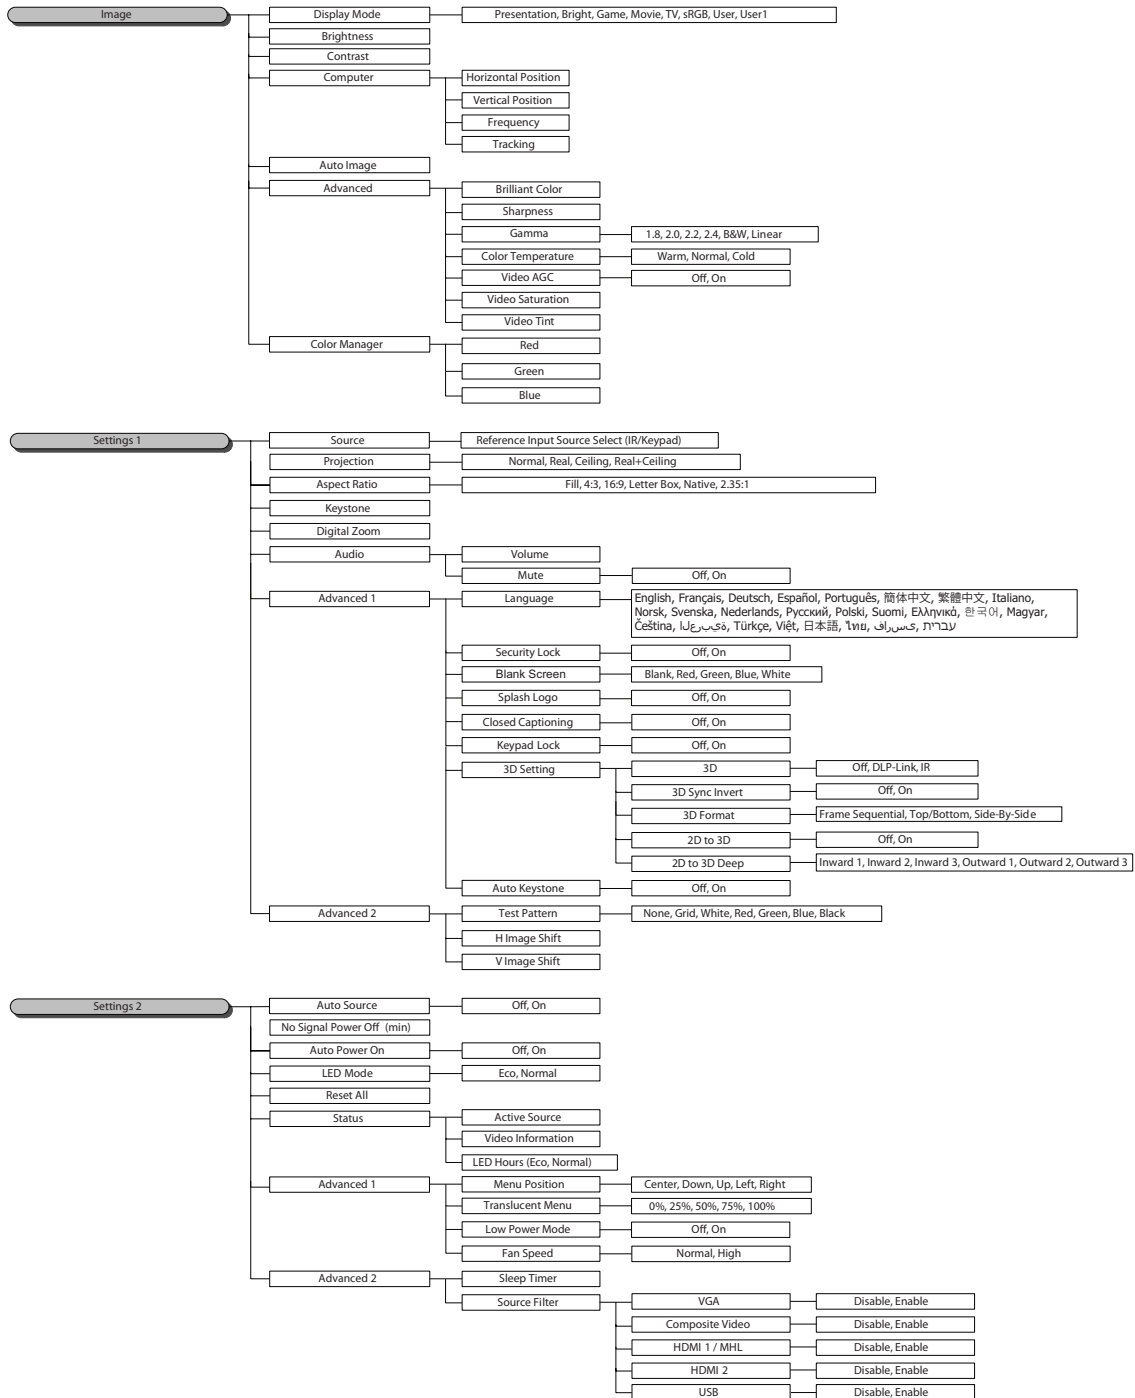 Image
Display Mode
Presentation, Bright, Game, Movie, TV, sRGB, User, User1
Brightness
Contrast
Computer
Horizontal Position
Vertical Position
Frequency
Tracking
Auto Image
Advanced
Brilliant Color
Sharpness
Gamma
1.8, 2.0, 2.2, 2.4, B&W, Linear
Color Temperature
Warm, Normal, Cold
Video AGC
Off, On
Video Saturation
Video Tint
Color Manager
Red
Green
Blue
Settings 1
Source
Reference Input Source Select (IR/Keypad)
Projection
Normal, Real, Ceiling, Real+Ceiling
Aspect Ratio
Fill, 4:3, 16:9, Letter Box, Native, 2.35:1
Keystone
Digital Zoom
Audio
Volume
Mute
Off, On
Advanced 1
Language
English, Français, Deutsch, Español, Português, 簡体中文, 繁體中文, Italiano,
Norsk, Svenska, Nederlands, Русский, Polski, Suomi, Ελληνικά, 한국어, Magyar,
Čeština, ةيبرعلا, Türkçe, Việt, 日本語, ไทย, یسراف, עברית
Security Lock
Off, On
Blank Screen
Blank, Red, Green, Blue, White
Splash Logo
Off, On
Closed Captioning
Off, On
Keypad Lock
Off, On
3D Setting
3D
Off, DLP-Link, IR
3D Sync Invert
Off, On
3D Format
Frame Sequential, Top/Bottom, Side-By-Side
2D to 3D
Off, On
2D to 3D Deep
Inward 1, Inward 2, Inward 3, Outward 1, Outward 2, Outward 3
Auto Keystone
Off, On
Advanced 2
Test Pattern
None, Grid, White, Red, Green, Blue, Black
H Image Shift
V Image Shift
Settings 2
Auto Source
Off, On
No Signal Power Off (min)
Auto Power On
Off, On
LED Mode
Eco, Normal
Reset All
Status
Active Source
Video Information
LED Hours (Eco, Normal)
Advanced 1
Menu Position
Center, Down, Up, Left, Right
Translucent Menu
0%, 25%, 50%, 75%, 100%
Low Power Mode
Off, On
Fan Speed
Normal, High
Advanced 2
Sleep Timer
Source Filter
VGA
Disable, Enable
Composite Video
Disable, Enable
HDMI 1 / MHL
Disable, Enable
HDMI 2
Disable, Enable
USB
Disable, Enable